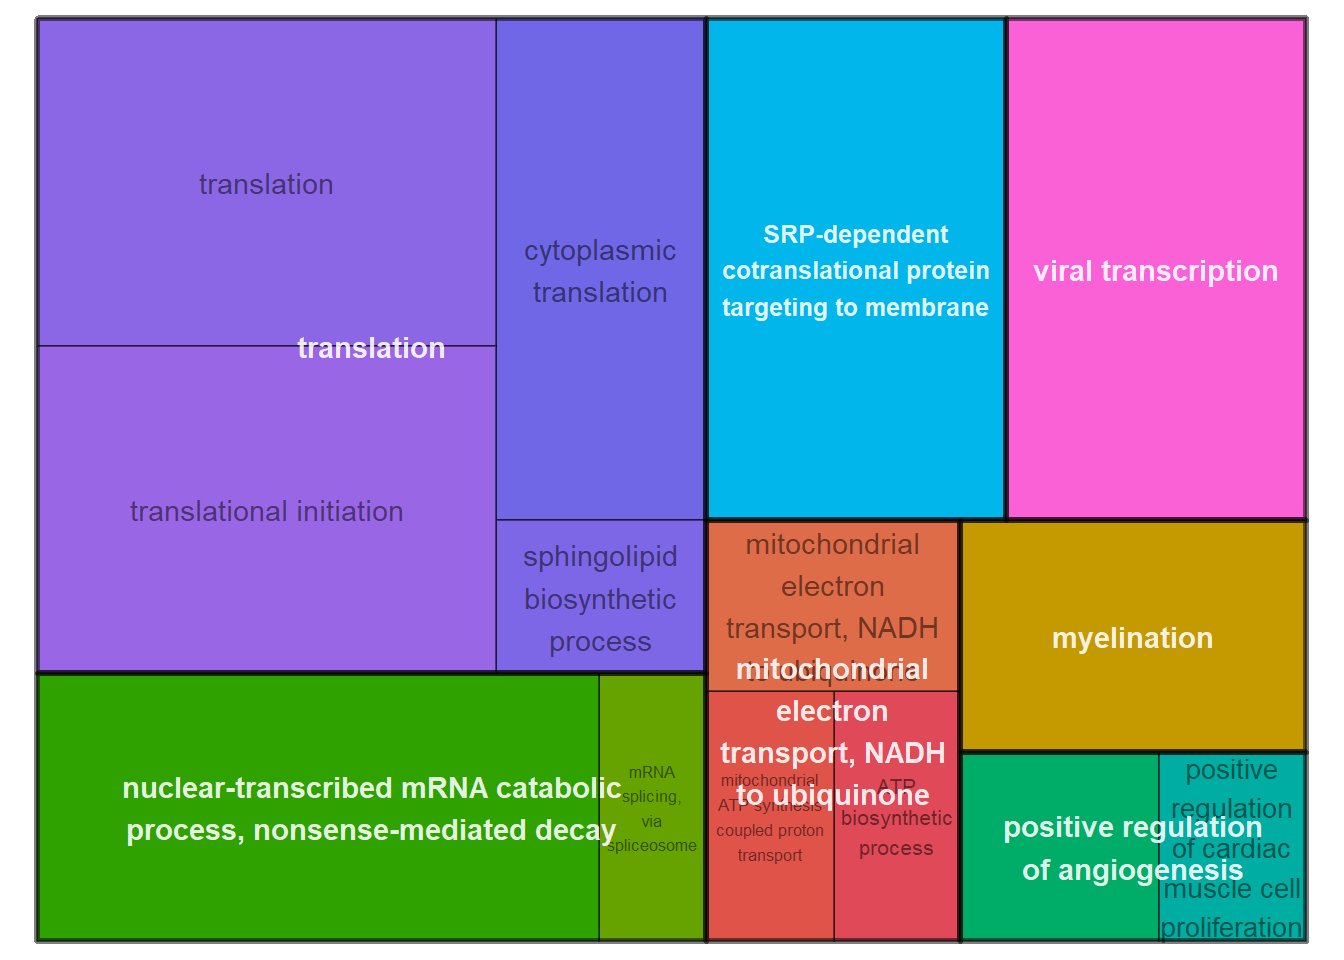 translation
translation
translational initiation
cytoplasmic
translation
sphingolipid
biosynthetic
process
SRP-dependent
cotranslational protein
targeting to membrane
viral transcription
nuclear-transcribed mRNA catabolic
process, nonsense-mediated decay
mRNA
splicing,
via
spliceosome
mitochondrial
electron
transport, NADH
to ubiquinone
mitochondrial
electron
transport, NADH
to ubiquinone
mitochondrial
ATP synthesis
coupled proton
transport
ATP
biosynthetic
process
myelination
positive regulation
of angiogenesis
positive
regulation
of cardiac
muscle cell
proliferation